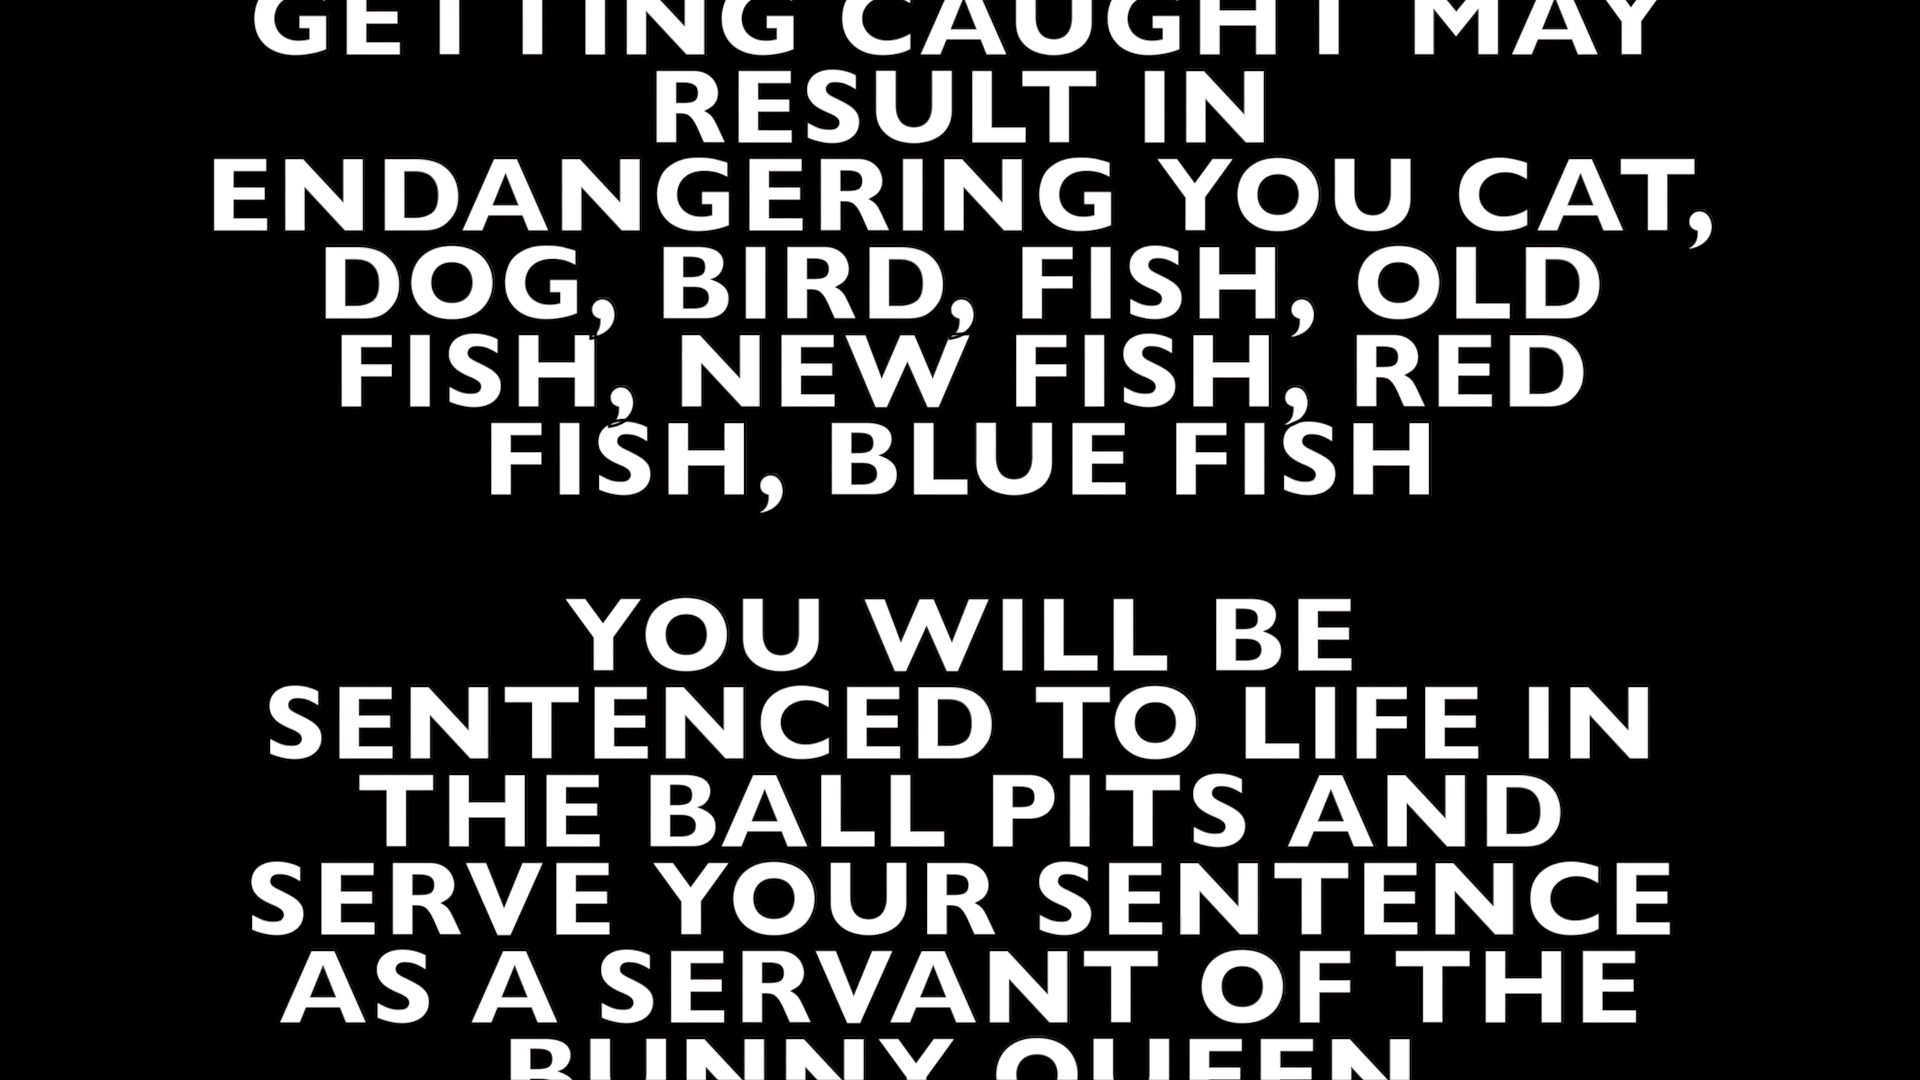 GETTING CAUGHT MAY
RESULT IN
ENDANGERING YOU CAT,
DOG, BIRD, FISH, OLD
FISH, NEW FISH, RED
FISH, BLUE FISH
YOU WILL BE
SENTENCED TO LIFE IN
THE BALL PITS AND
SERVE YOUR SENTENCE
AS A SERVANT OF THE
BUNNY QUEEN